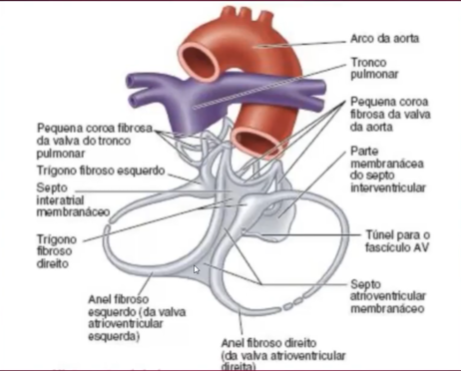 Arco da aorta
Tronco
pulmonar
Pequena coroa
fibrosa da valva
da aorta
Parte
membranácea
do septo
interventricular
Túnel para o
fascículo AV
Septo
atrioventricular
membranáceo
Pequena coroa fibrosa
da valva do tronco
pulmonar
Trígono fibroso esquerdo
Septo
interatrial
membranáceo
Trígono
fibroso
direito
Anel fibroso
esquerdo (da valva
atrioventricular
esquerda)
Anel fibroso direito
(da valva atrioventricular
direita)